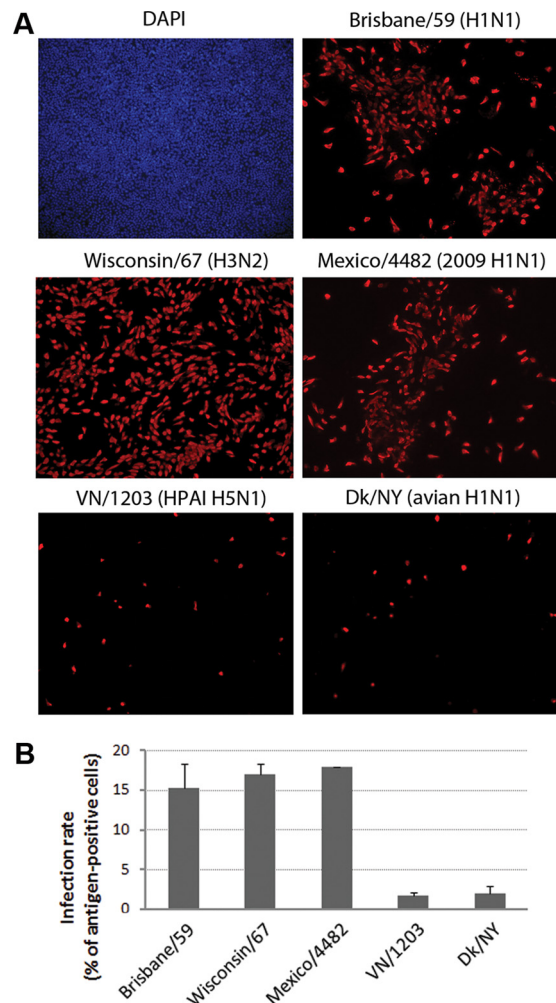 A
DAPI
Brisbane/59 (H1N1)
Wisconsin/67 (H3N2)
Mexico/4482 (2009 H1N1)
VN/1203 (HPAI H5N1)
Dk/NY (avian H1N1)
B
Infection rate
(% of antigen-positive cells)
20
15
10
5
0
Brisbane/59
Wisconsin/67
Mexico/4482
VN/1203
Dk/NY